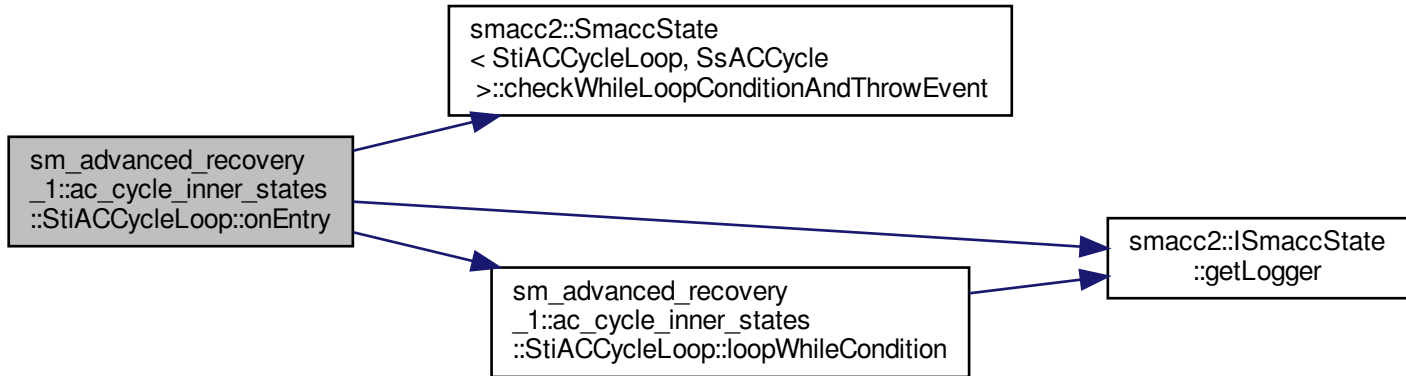 smacc2::SmaccState
< StiACCycleLoop, SsACCycle
>::checkWhileLoopConditionAndThrowEvent
sm_advanced_recovery
_1::ac_cycle_inner_states
::StiACCycleLoop::onEntry
smacc2::ISmaccState
::getLogger
sm_advanced_recovery
_1::ac_cycle_inner_states
::StiACCycleLoop::loopWhileCondition